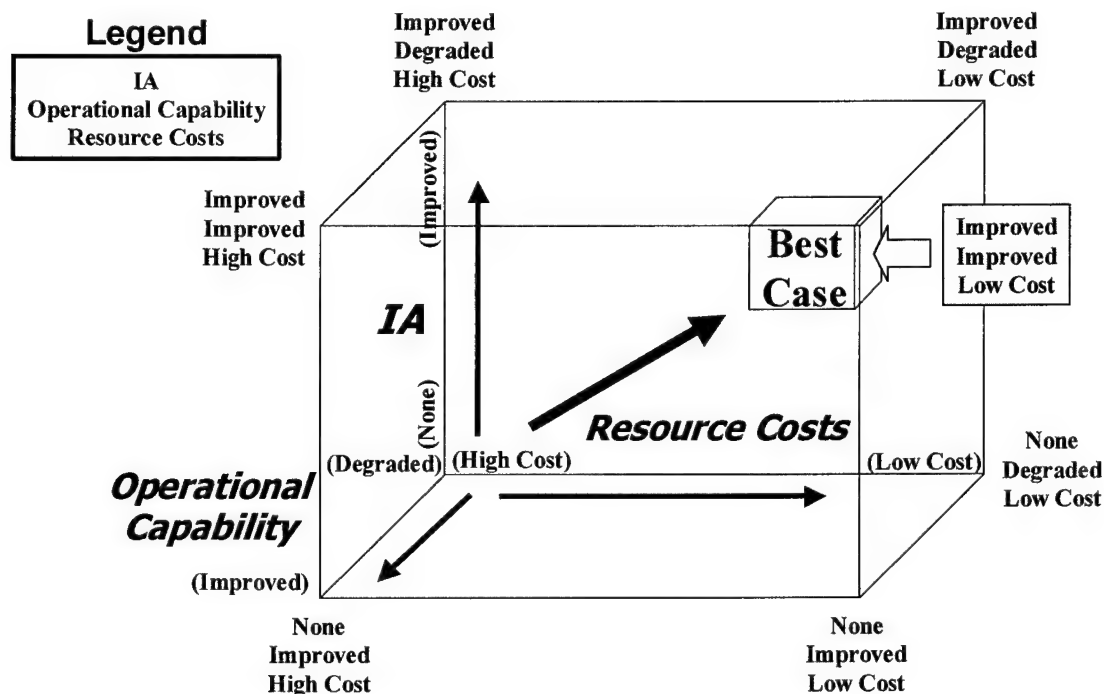 Legend
IA
Operational Capability
Resource Costs
Improved
Degraded
High Cost
Improved
Degraded
Low Cost
Improved
Improved
High Cost
(Improved)
Best
Case
Improved
Improved
Low Cost
IA
(None)
Resource Costs
(Degraded)
(High Cost)
(Low Cost)
None
Degraded
Low Cost
Operational
Capability
(Improved)
None
Improved
High Cost
None
Improved
Low Cost